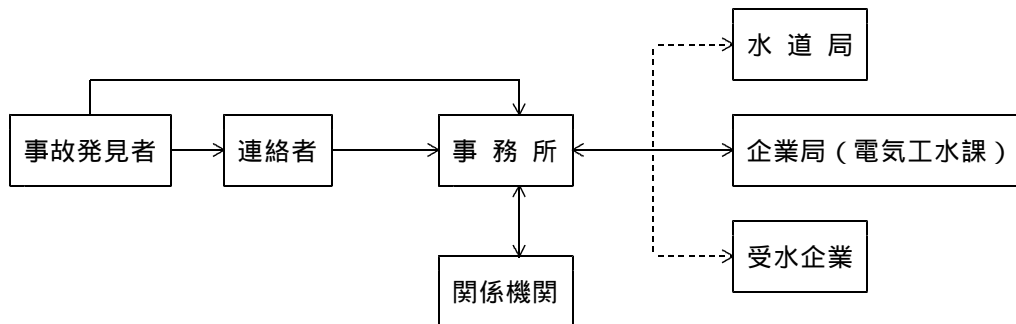 水 道 局
事故発見者
連絡者
事 務 所
企業局（電気工水課）
受水企業
関係機関